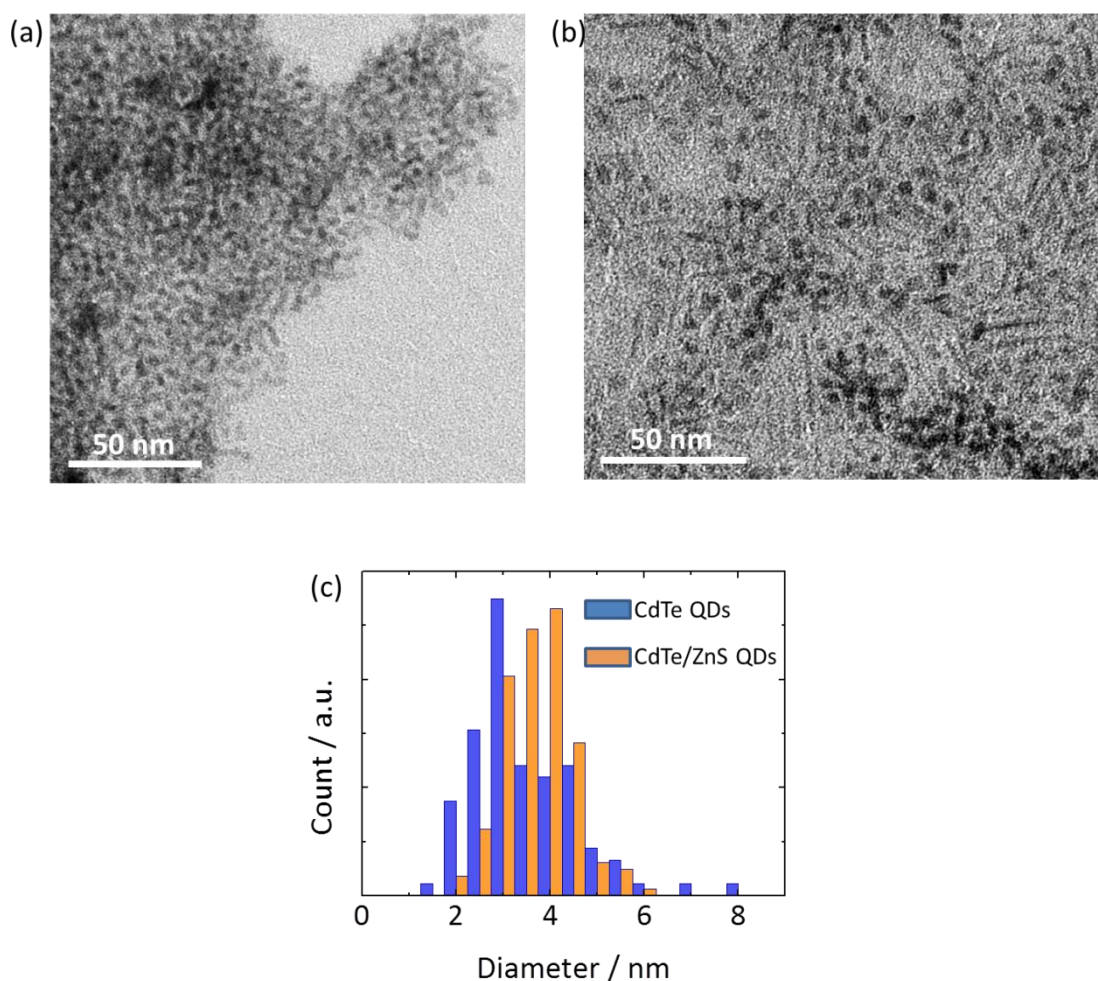 (a)
(b)
50 nm
50 nm
(c)
CdTe QDs
CdTe/ZnS QDs
Count / a.u.
0 2 4 6 8
Diameter / nm